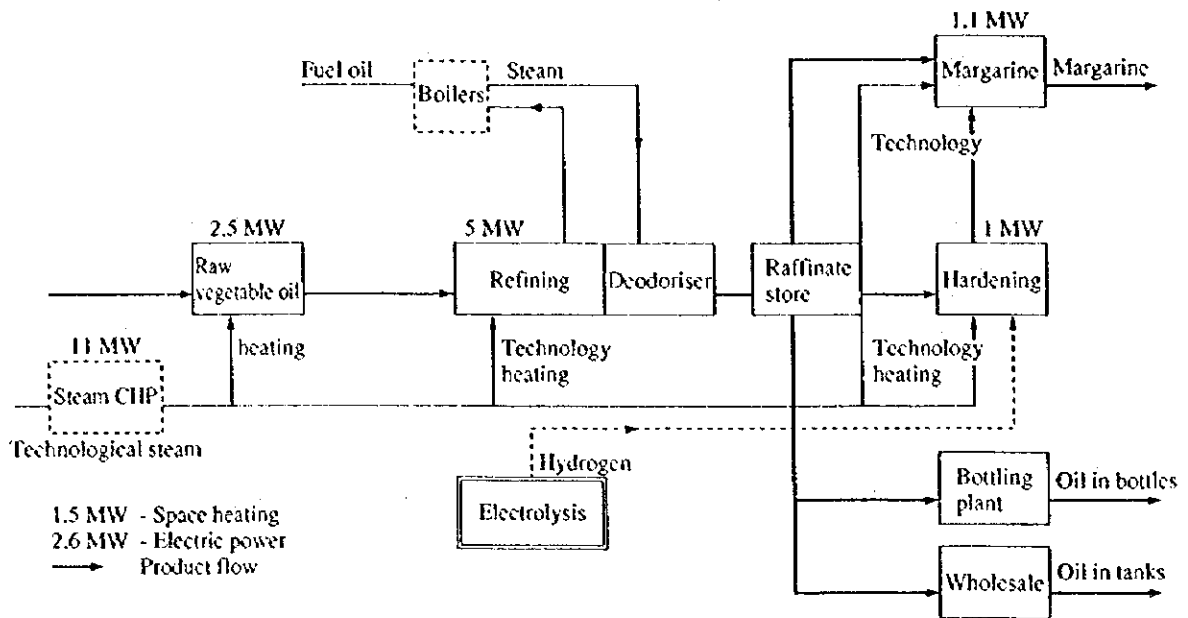 1.1 MW
Margarine
Margarine
Fuel oil
Boilers
Steam
Technology
2.5 MW
Raw
vegetable oil
5 MW
Refining
Deodoriser
Raffinate
store
1 MW
Hardening
heating
Technology
heating
Technology
heating
11 MW
Steam CHP
Technological steam
Hydrogen
Electrolysis
Bottling
plant
Oil in bottles
1.5 MW - Space heating
2.6 MW - Electric power
Product flow
Wholesale
Oil in tanks